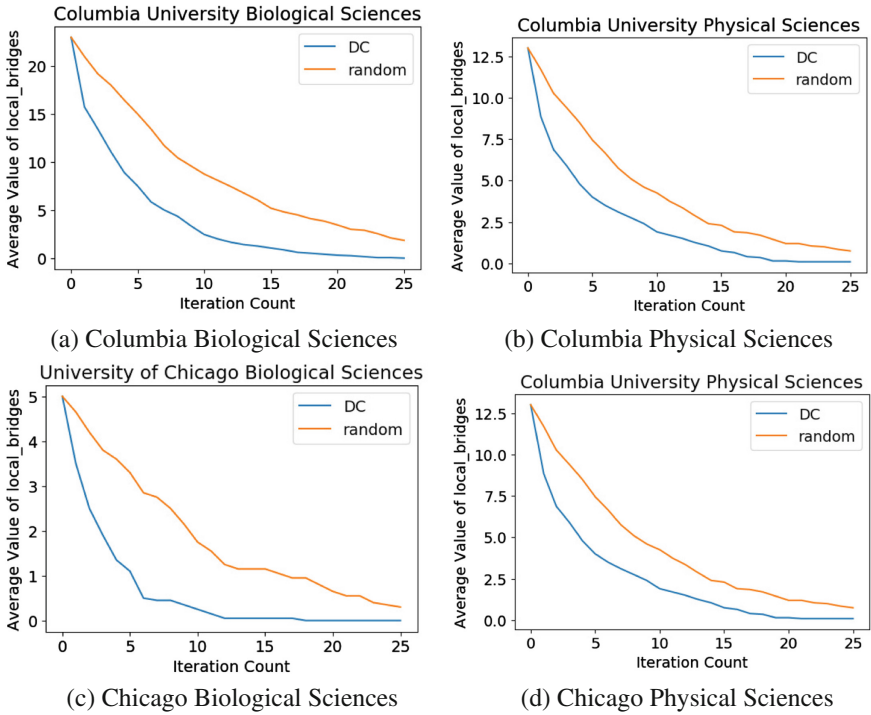 Columbia University Biological Sciences
DC
random
Average Value of local_bridges
20
15
10
5
0
0 5 10 15 20 25
Iteration Count
(a) Columbia Biological Sciences
Columbia University Physical Sciences
DC
random
Average Value of local_bridges
12.5
10.0
7.5
5.0
2.5
0.0
0 5 10 15 20 25
Iteration Count
(b) Columbia Physical Sciences
University of Chicago Biological Sciences
DC
random
Average Value of local_bridges
5
4
3
2
1
0
0 5 10 15 20 25
Iteration Count
(c) Chicago Biological Sciences
Columbia University Physical Sciences
DC
random
Average Value of local_bridges
12.5
10.0
7.5
5.0
2.5
0.0
0 5 10 15 20 25
Iteration Count
(d) Chicago Physical Sciences